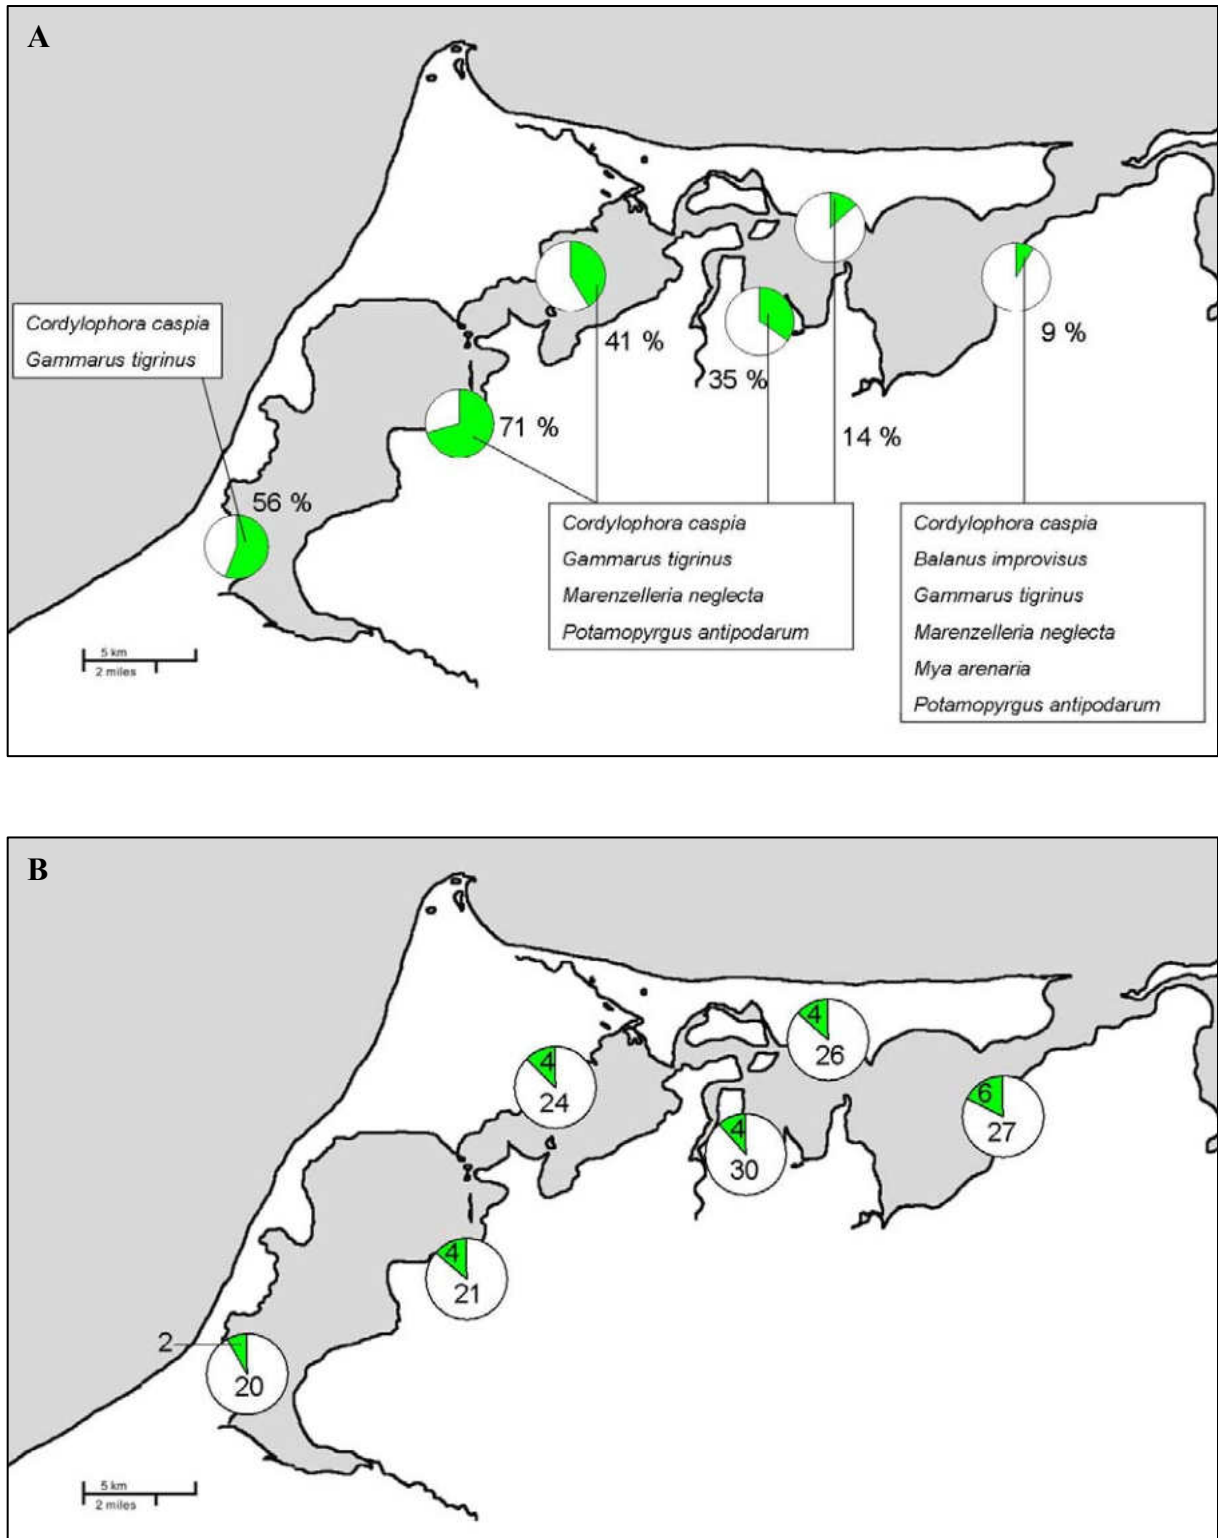 A
Cordylophora caspia
Gammarus tigrinus
56 %
71 %
41 %
35 %
14 %
9 %
Cordylophora caspia
Gammarus tigrinus
Marenzelleria neglecta
Potamopyrgus antipodarum
Cordylophora caspia
Balanus improvisus
Gammarus tigrinus
Marenzelleria neglecta
Mya arenaria
Potamopyrgus antipodarum
5 km
2 miles
B
4
26
4
24
6
27
4
30
4
21
2
20
5 km
2 miles